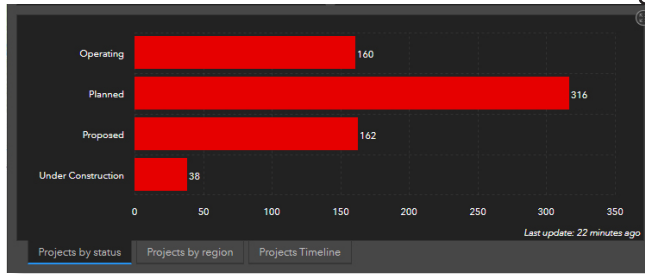 Operating 160
Planned 316
Proposed 162
Under Construction 38
0 50 100 150 200 250 300 350
Last update: 22 minutes ago
Projects by status Projects by region Projects Timeline